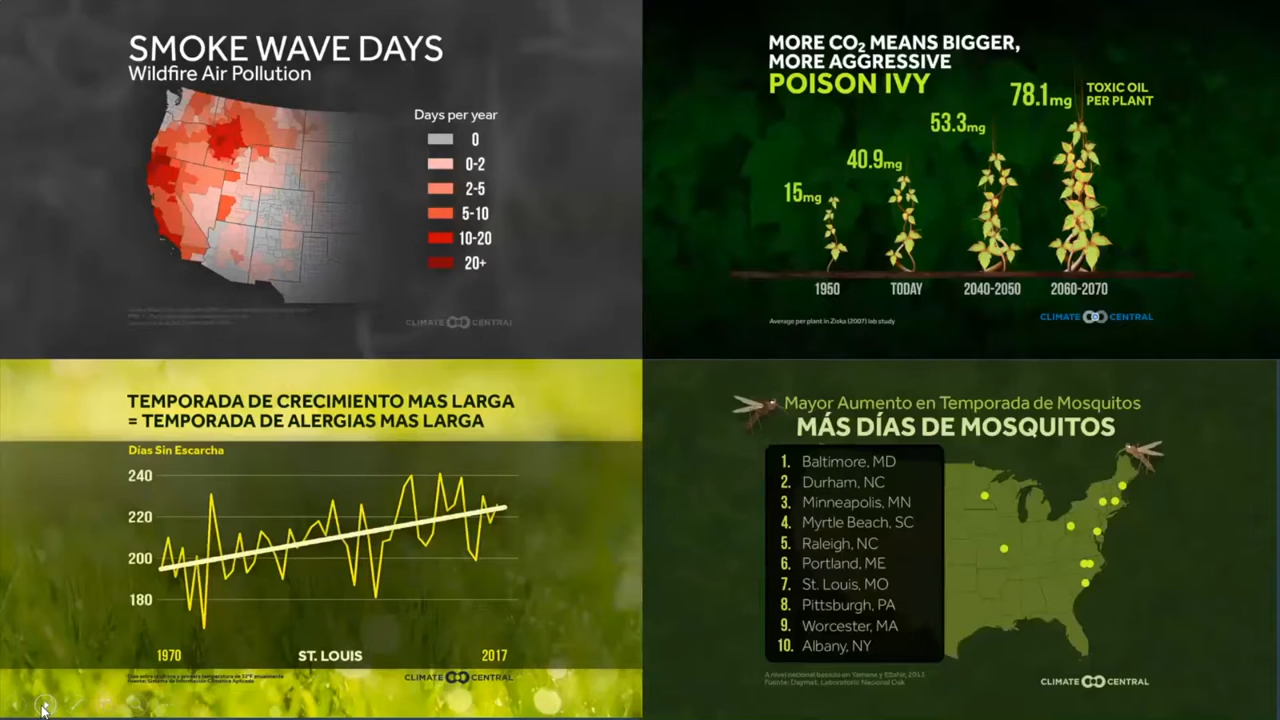 SMOKE WAVE DAYS
Wildfire Air Pollution
Days per year
0
0-2
2-5
5-10
10-20
20+
CLIMATE CENTRAL
MORE CO₂ MEANS BIGGER,
MORE AGGRESSIVE
POISON IVY
78.1mg
TOXIC OIL
PER PLANT
53.3mg
40.9mg
15mg
1950
TODAY
2040-2050
2060-2070
Average per plant in Ziska (2007) lab study
CLIMATE CENTRAL
TEMPORADA DE CRECIMIENTO MAS LARGA
= TEMPORADA DE ALERGIAS MAS LARGA
Días Sin Escarcha
240
220
200
180
1970
ST. LOUIS
2017
CLIMATE CENTRAL
Mayor Aumento en Temporada de Mosquitos
MÁS DÍAS DE MOSQUITOS
1. Baltimore, MD
2. Durham, NC
3. Minneapolis, MN
4. Myrtle Beach, SC
5. Raleigh, NC
6. Portland, ME
7. St. Louis, MO
8. Pittsburgh, PA
9. Worcester, MA
10. Albany, NY
Fuente: Daymet, Laboratorio Nacional Oak
CLIMATE CENTRAL